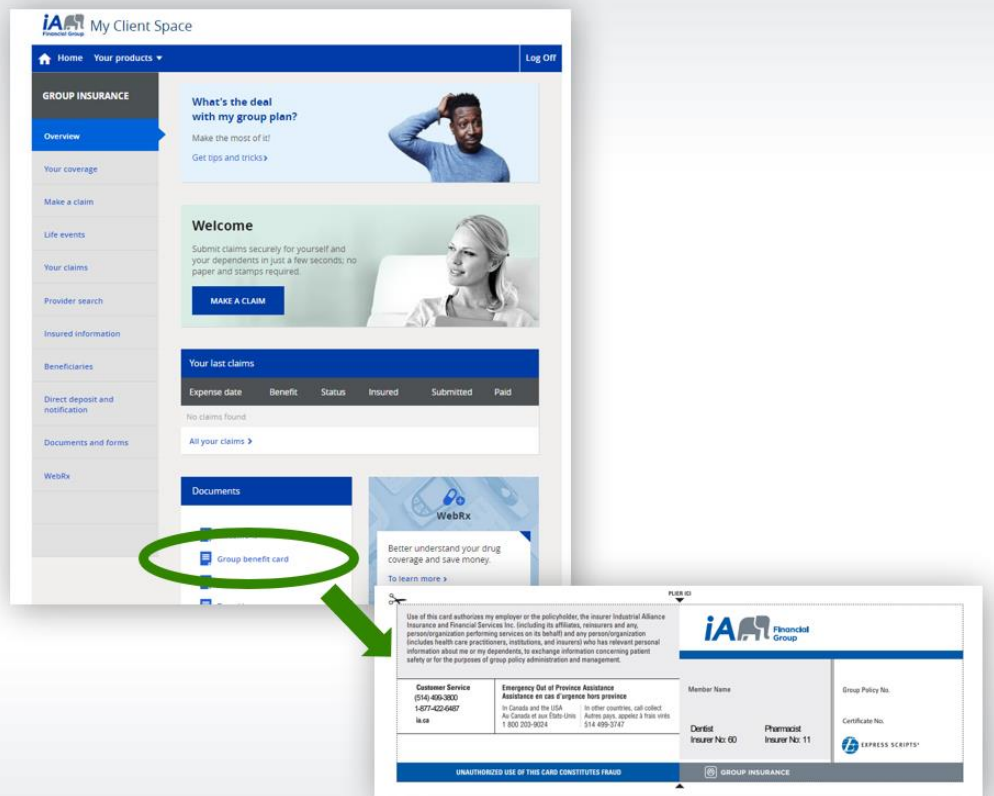 iA Financial Group My Client Space
Home Your products Log Off
GROUP INSURANCE
Overview
Your coverage
Make a claim
Life events
Your claims
Provider search
Insured information
Beneficiaries
Direct deposit and
notification
Documents and forms
WebRx
What's the deal
with my group plan?
Make the most of it!
Get tips and tricks
Welcome
Submit claims securely for yourself and
your dependents in just a few seconds; no
paper and stamps required.
MAKE A CLAIM
Your last claims
Expense date Benefit Status Insured Submitted Paid
No claims found
All your claims
Documents
Group benefit card
WebRx
Better understand your drug
coverage and save money.
To learn more
PLIER ICI
Use of this card authorizes my employer or the policyholder, the insurer Industrial Alliance
Insurance and Financial Services Inc. (including its affiliates, reinsurers and any,
person/organization performing services on its behalf) and any person/organization
(includes health care practitioners, institutions, and insurers) who has relevant personal
information about me or my dependents, to exchange information concerning patient
safety or for the purposes of group policy administration and management.
Customer Service
(514) 499-3800
1-877-422-6487
ia.ca
Emergency Out of Province Assistance
Assistance en cas d'urgence hors province
In Canada and the USA
Au Canada et aux États-Unis
1 800 203-9024
In other countries, call collect
Autres pays, appelez à frais virés
514 499-3747
UNAUTHORIZED USE OF THIS CARD CONSTITUTES FRAUD
iA Financial
Group
Member Name
Dentist
Insurer No: 60
Pharmacist
Insurer No: 11
Group Policy No.
Certificate No.
EXPRESS SCRIPTS
GROUP INSURANCE